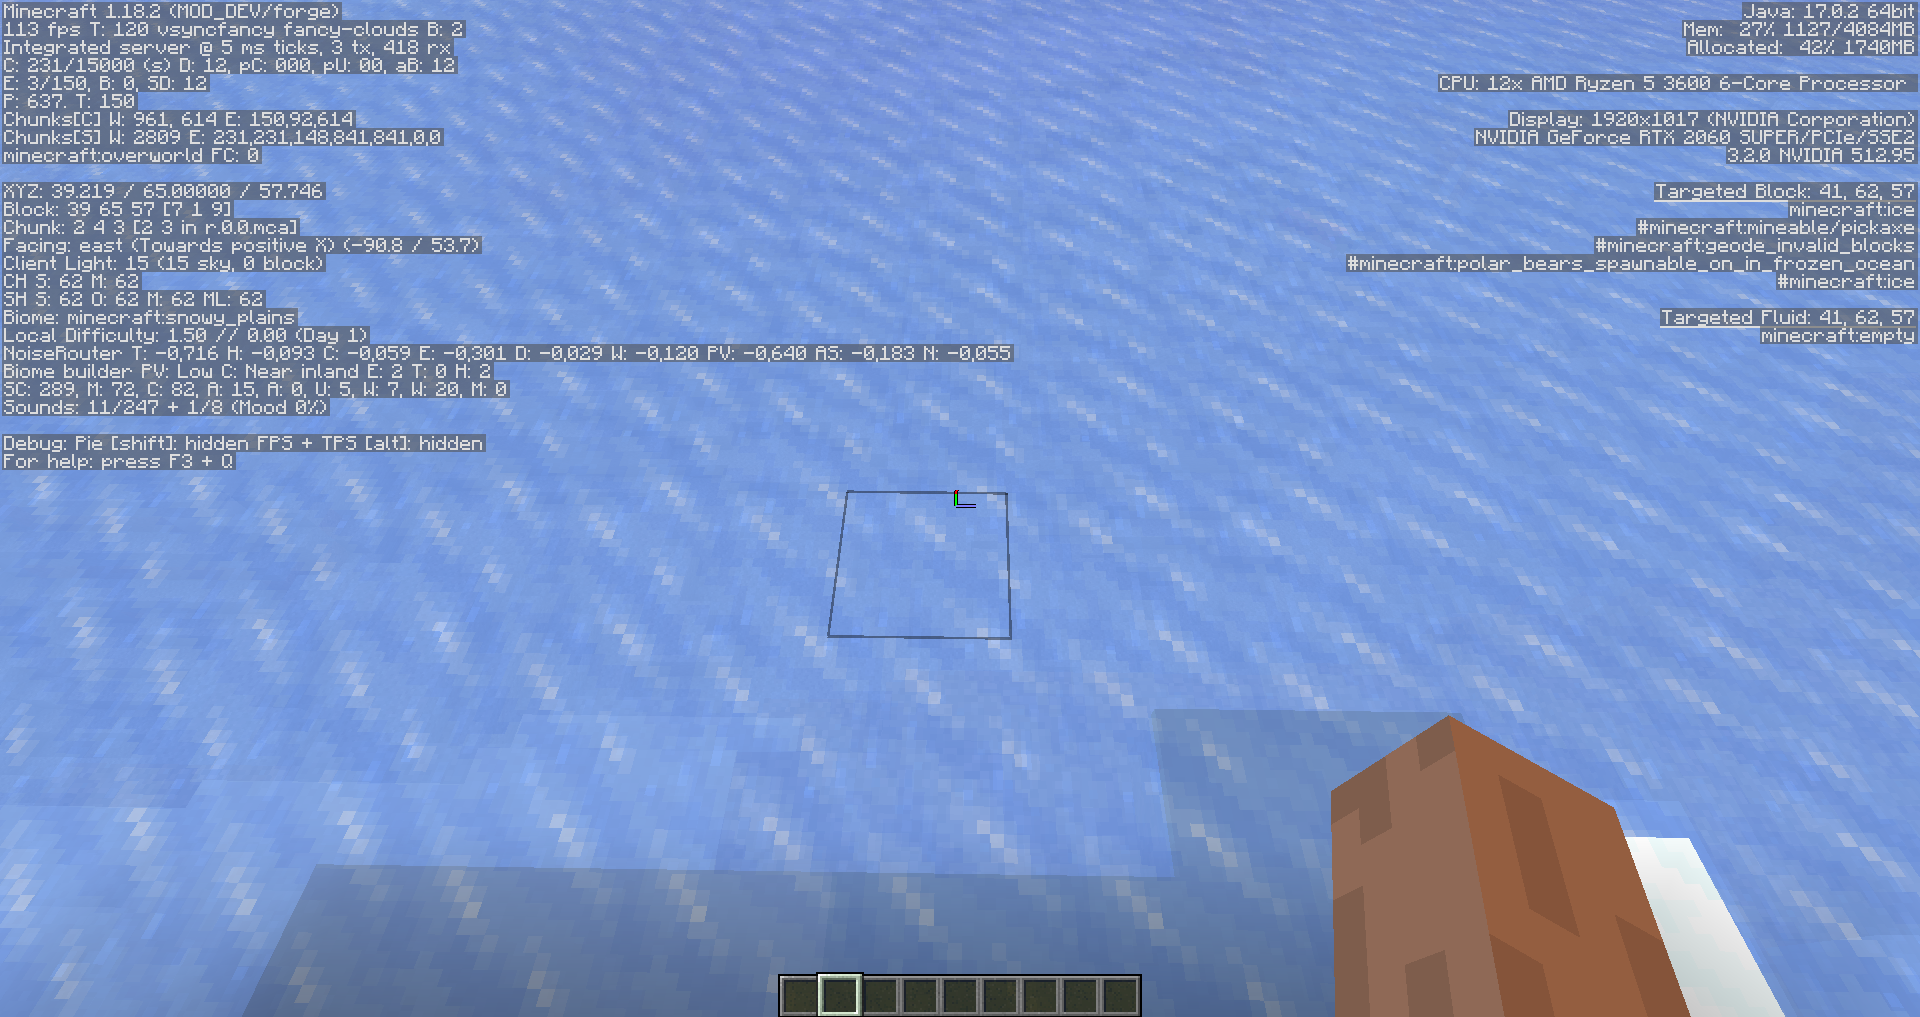 Minecraft 1.18.2 (MOD_DEV/forge)
113 fps T: 120 vsyncfancy fancy-clouds B: 2
Integrated server @ 5 ms ticks, 3 tx, 418 rx
C: 231/15000 (s) D: 12, pC: 000, pU: 00, aB: 12
E: 3/150, B: 0, SD: 12
P: 637. T: 150
Chunks[C] W: 961, 614 E: 150,92,614
Chunks[S] W: 2809 E: 231,231,148,841,841,0,0
minecraft:overworld FC: 0
XYZ: 39.219 / 65.00000 / 57.746
Block: 39 65 57 [7 1 9]
Chunk: 2 4 3 [2 3 in r.0.0.mca]
Facing: east (Towards positive X) (-90.8 / 53.7)
Client Light: 15 (15 sky, 0 block)
CH S: 62 M: 62
SH S: 62 O: 62 M: 62 ML: 62
Biome: minecraft:snowy_plains
Local Difficulty: 1.50 // 0.00 (Day 1)
NoiseRouter T: -0,716 H: -0,093 C: -0,059 E: -0,301 D: -0,029 W: -0,120 PV: -0,640 AS: -0,183 N: -0,055
Biome builder PV: Low C: Near inland E: 2 T: 0 H: 2
SC: 289, M: 72, C: 82, A: 15, A: 0, U: 5, W: 7, W: 20, M: 0
Sounds: 11/247 + 1/8 (Mood 0%)
Debug: Pie [shift]: hidden FPS + TPS [alt]: hidden
For help: press F3 + Q
Java: 17.0.2 64bit
Mem: 27% 1127/4084MB
Allocated: 42% 1740MB
CPU: 12x AMD Ryzen 5 3600 6-Core Processor
Display: 1920x1017 (NVIDIA Corporation)
NVIDIA GeForce RTX 2060 SUPER/PCIe/SSE2
3.2.0 NVIDIA 512.95
Targeted Block: 41, 62, 57
minecraft:ice
#minecraft:mineable/pickaxe
#minecraft:geode_invalid_blocks
#minecraft:polar_bears_spawnable_on_in_frozen_ocean
#minecraft:ice
Targeted Fluid: 41, 62, 57
minecraft:empty